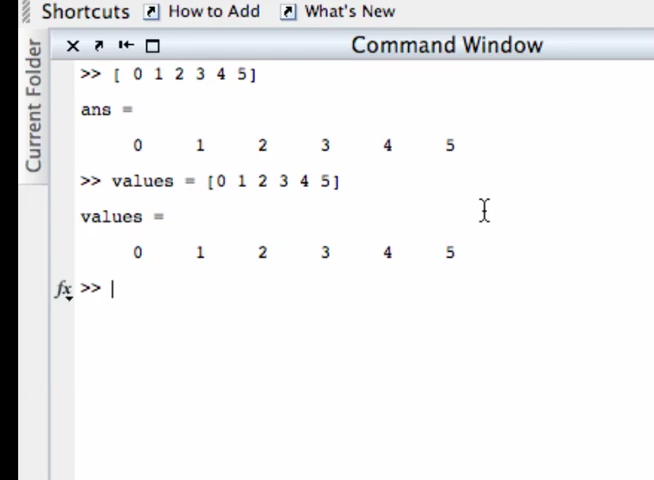 Shortcuts How to Add What's New
Current Folder
Command Window
>> [ 0 1 2 3 4 5]
ans =
0 1 2 3 4 5
>> values = [0 1 2 3 4 5]
values =
0 1 2 3 4 5
fx >>